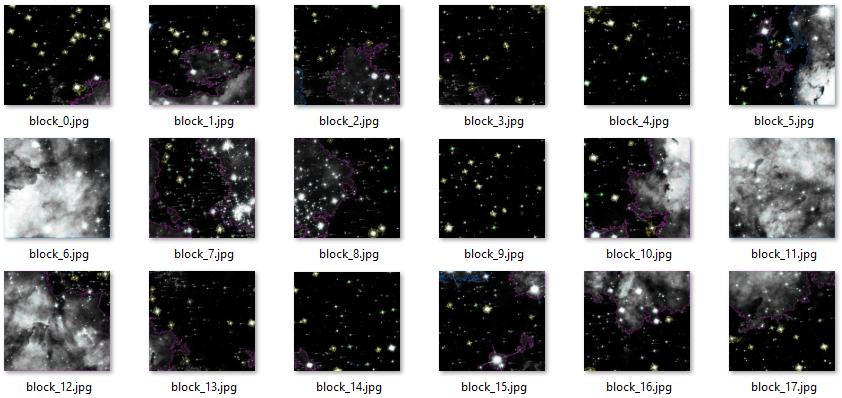 block_0.jpg
block_1.jpg
block_2.jpg
block_3.jpg
block_4.jpg
block_5.jpg
block_6.jpg
block_7.jpg
block_8.jpg
block_9.jpg
block_10.jpg
block_11.jpg
block_12.jpg
block_13.jpg
block_14.jpg
block_15.jpg
block_16.jpg
block_17.jpg